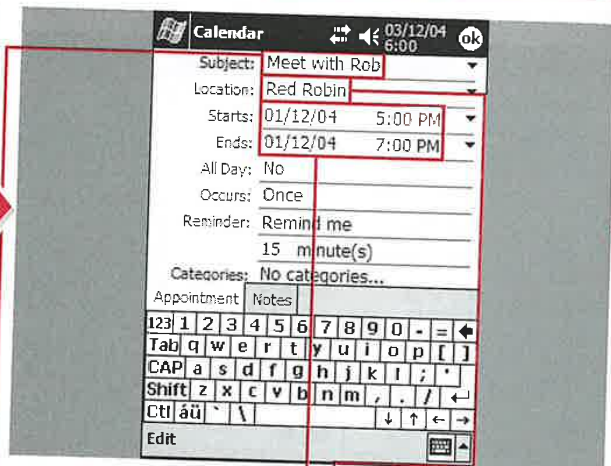 Calendar 03/12/04 6:00 ok
Subject: Meet with Rob
Location: Red Robin
Starts: 01/12/04 5:00 PM
Ends: 01/12/04 7:00 PM
All Day: No
Occurs: Once
Reminder: Remind me
15 minute(s)
Categories: No categories...
Appointment Notes
123 1 2 3 4 5 6 7 8 9 0 - = 
Tab q w e r t y u i o p [ ]
CAP a s d f g h j k l ; '
Shift z x c v b n m , . /
Ctl áü ` \
Edit